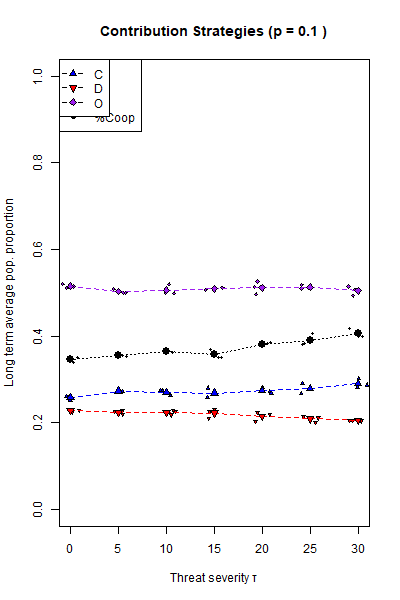 Contribution Strategies (p = 0.1 )
C
D
O
%Coop
Long term average pop. proportion
1.0
0.8
0.6
0.4
0.2
0.0
0 5 10 15 20 25 30
Threat severity τ